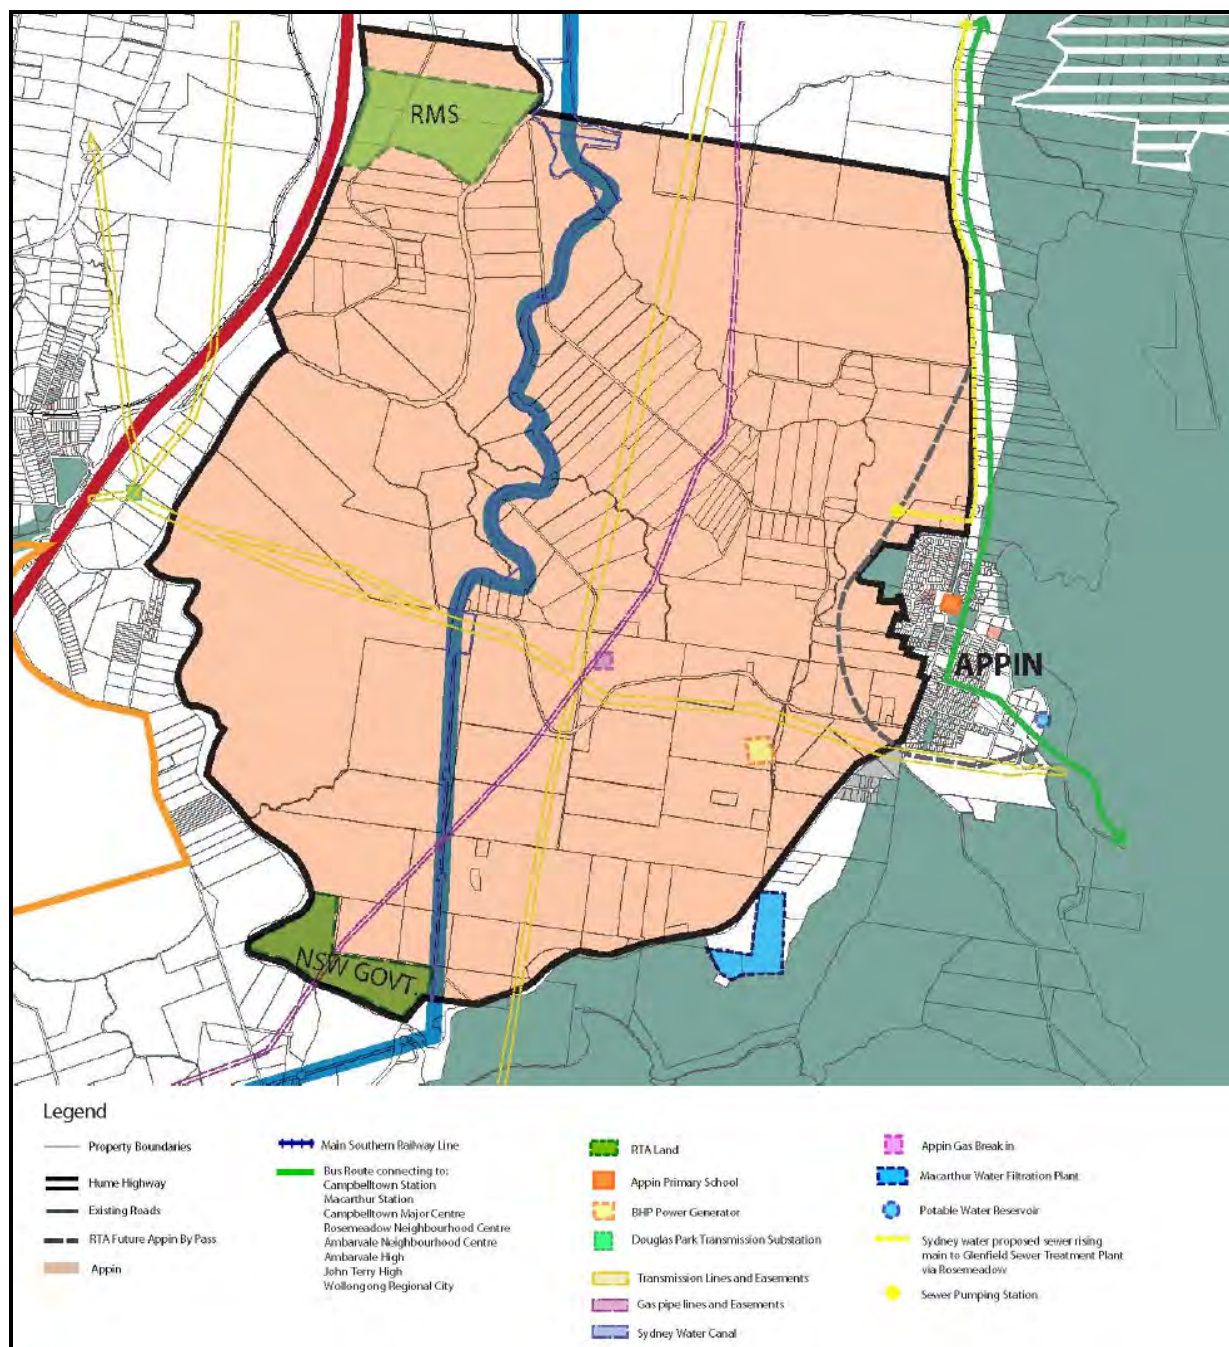 RMS
APPIN
NSW GOVT.
Legend
Property Boundaries
Hume Highway
Existing Roads
RTA Future Appin By Pass
Appin
Main Southern Railway Line
Bus Route connecting to:
Campbelltown Station
Macarthur Station
Campbelltown Major Centre
Rosemeadow Neighbourhood Centre
Ambarvale Neighbourhood Centre
Ambarvale High
John Terry High
Wollongong Regional City
RTA Land
Appin Primary School
BHP Power Generator
Douglas Park Transmission Substation
Transmission Lines and Easements
Gas pipe lines and Easements
Sydney Water Canal
Appin Gas Break in
Macarthur Water Filtration Plant
Potable Water Reservoir
Sydney water proposed sewer rising
main to Glenfield Sewer Treatment Plant
via Rosemeadow
Sewer Pumping Station